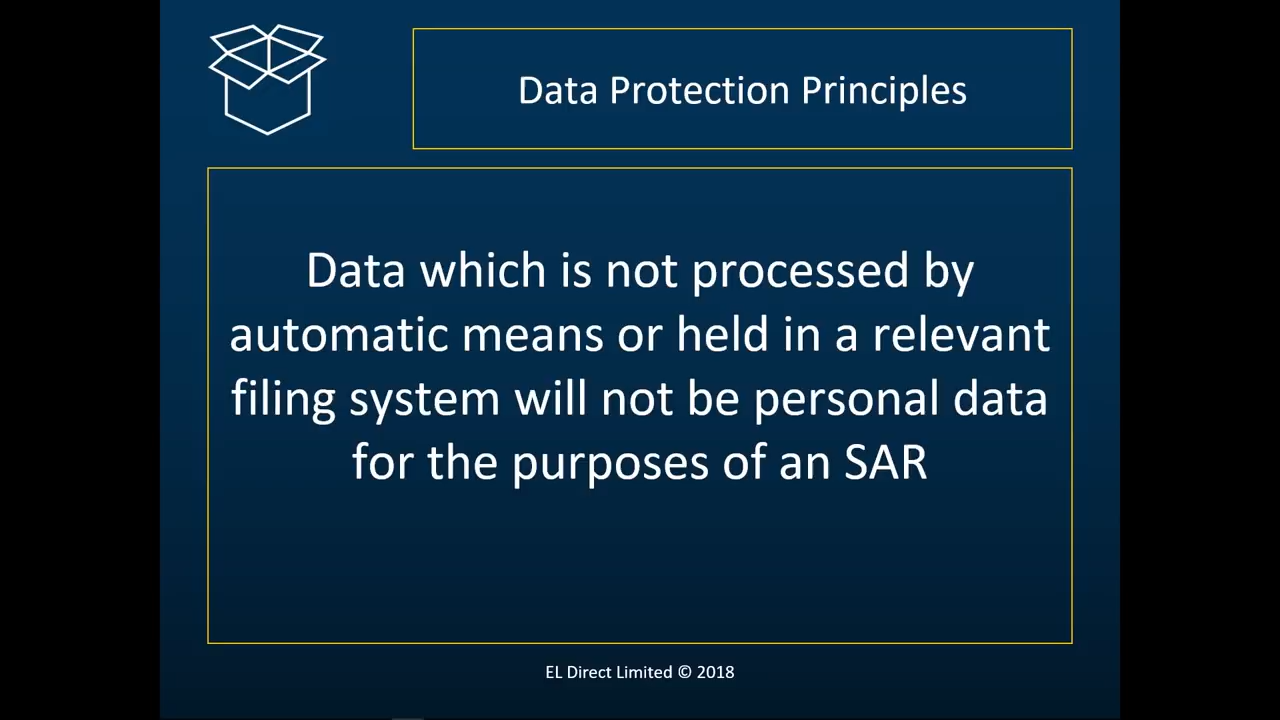 Data Protection Principles
Data which is not processed by
automatic means or held in a relevant
filing system will not be personal data
for the purposes of an SAR
EL Direct Limited © 2018